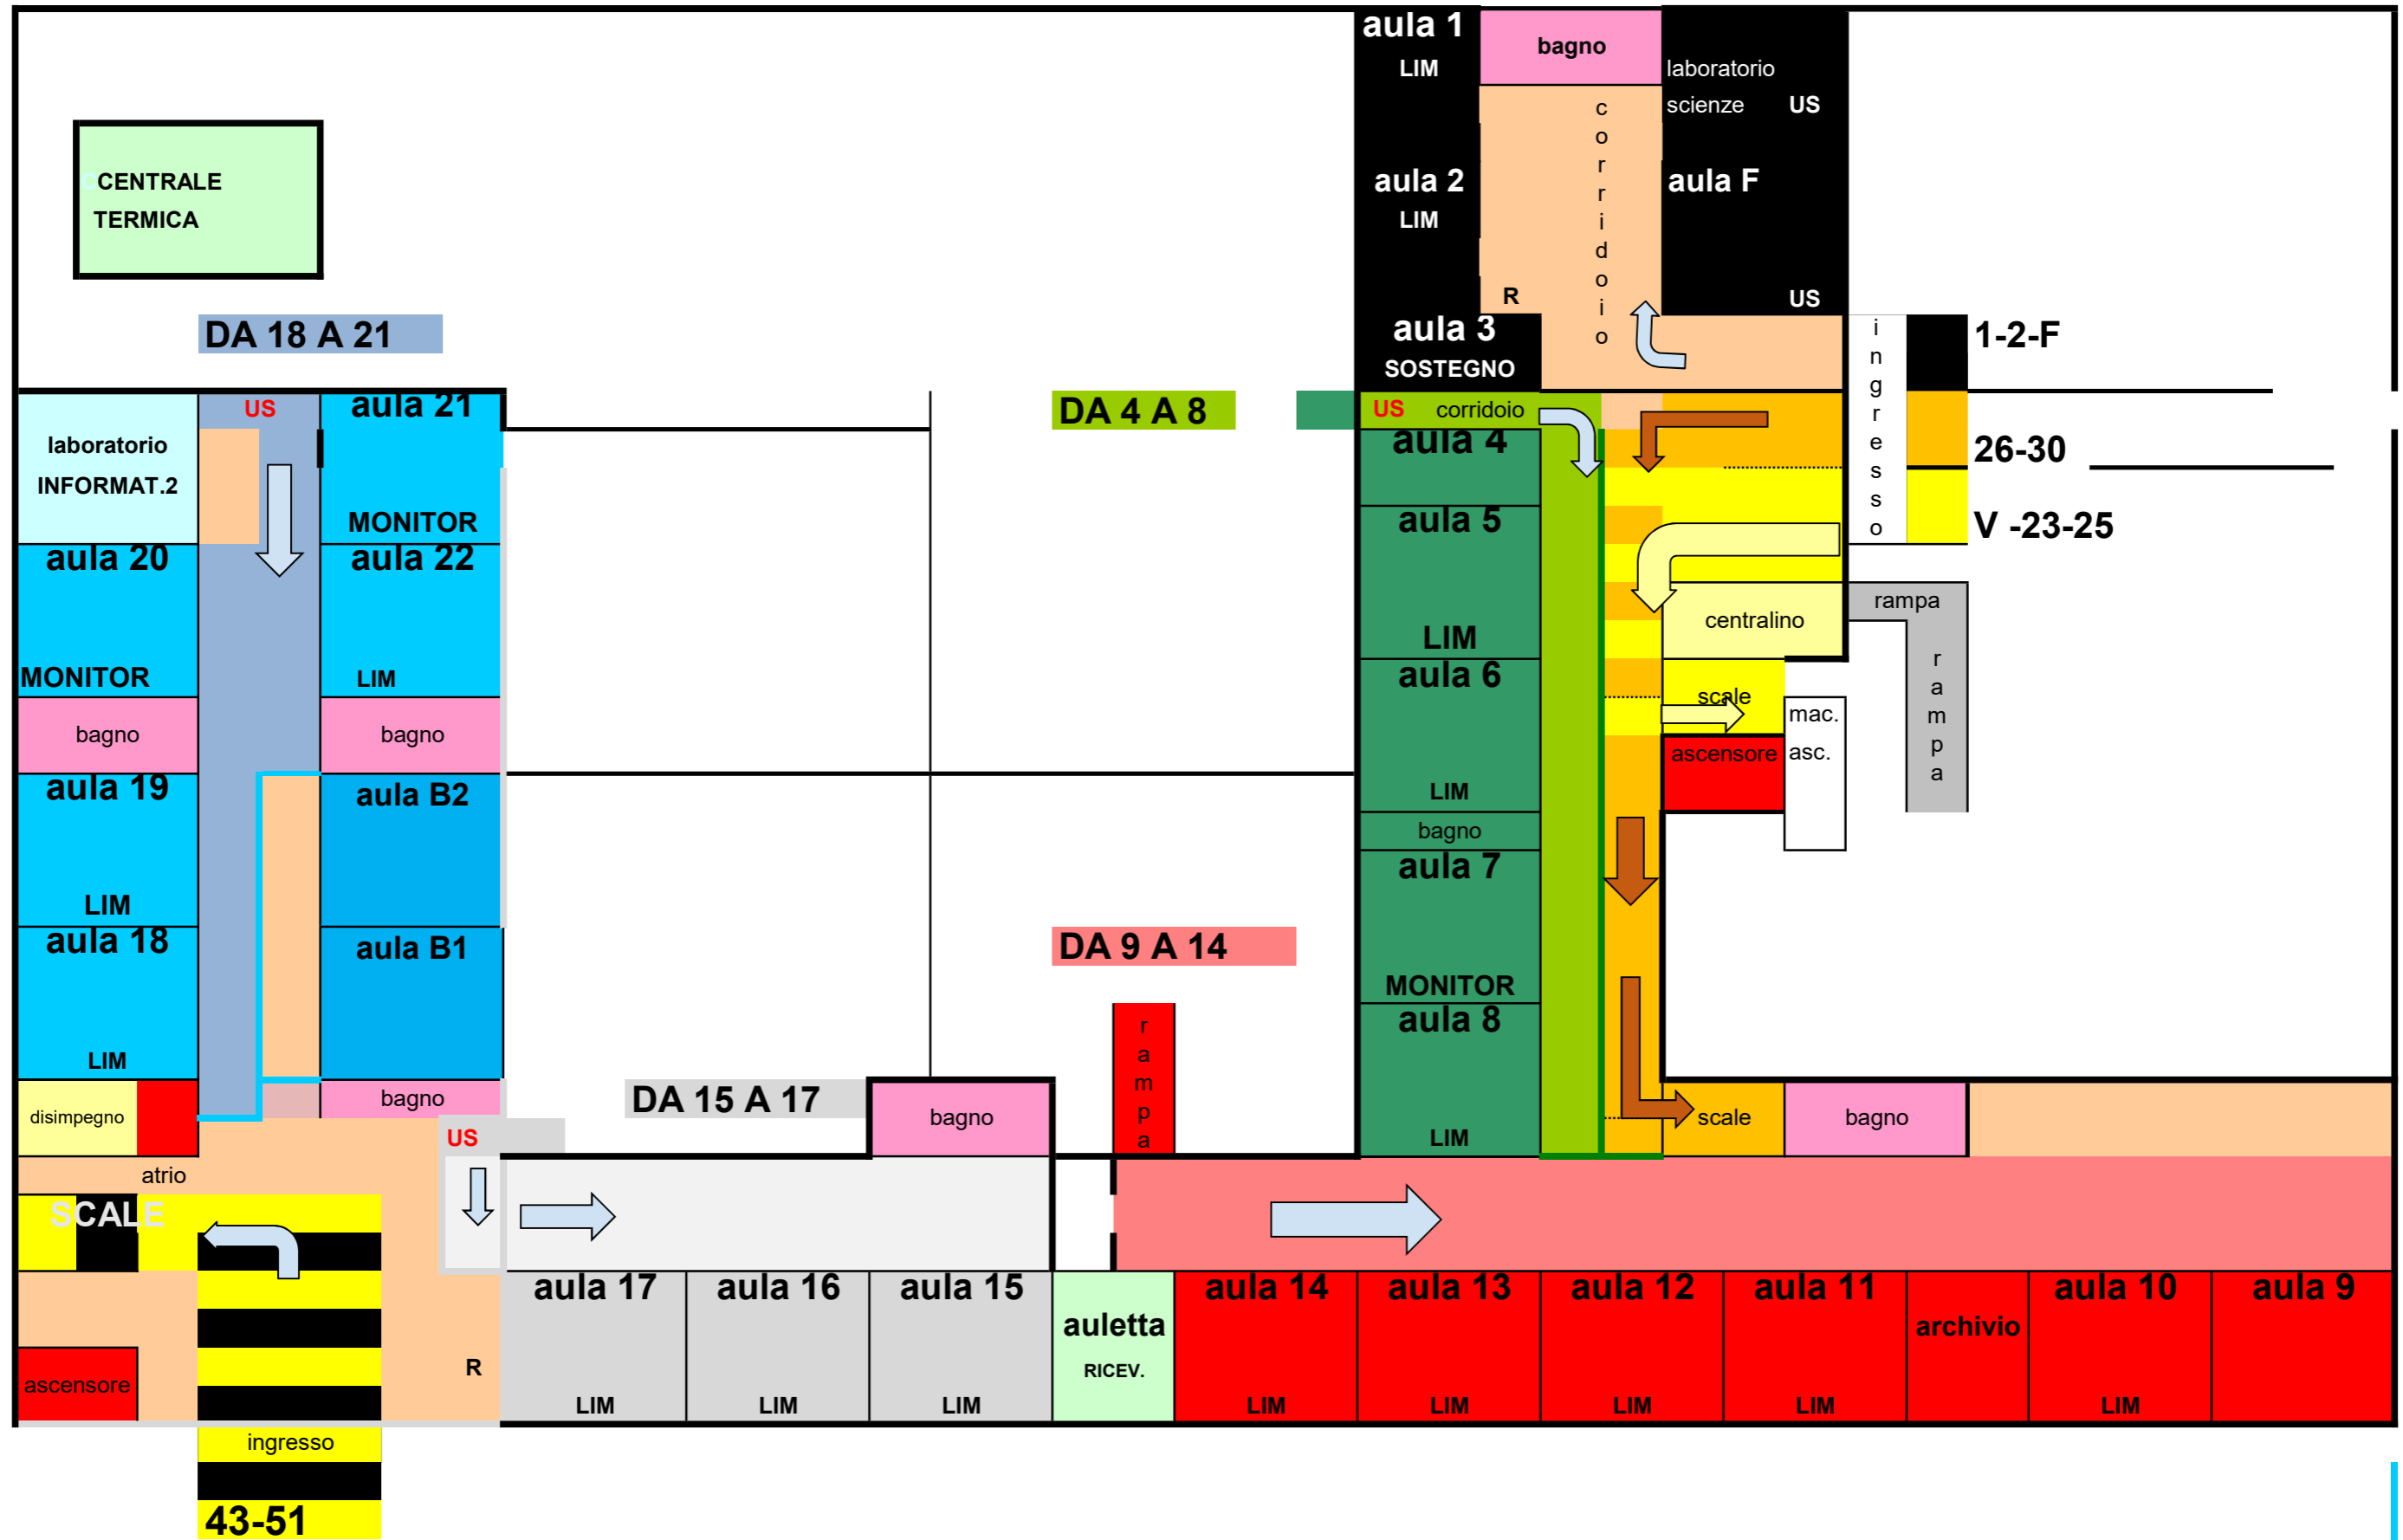 aula 1
LIM
bagno
laboratorio
scienze US
corridoio
CCENTRALE
TERMICA
aula 2
LIM
aula F
R
US
DA 18 A 21
aula 3
SOSTEGNO
ingresso
1-2-F
US
aula 21
DA 4 A 8
US corridoio
laboratorio
INFORMAT.2
aula 4
26-30
MONITOR
aula 5
V -23-25
aula 20
aula 22
rampa
centralino
LIM
rampa
MONITOR
LIM
aula 6
scale
mac.
asc.
bagno
bagno
ascensore
aula 19
aula B2
LIM
bagno
aula 7
LIM
aula 18
aula B1
DA 9 A 14
MONITOR
aula 8
rampa
LIM
disimpegno
bagno
DA 15 A 17
bagno
US
LIM
scale
bagno
atrio
SCALE
aula 17
aula 16
aula 15
auletta
RICEV.
aula 14
aula 13
aula 12
aula 11
archivio
aula 10
aula 9
ascensore
R
LIM
LIM
LIM
LIM
LIM
LIM
LIM
LIM
ingresso
43-51